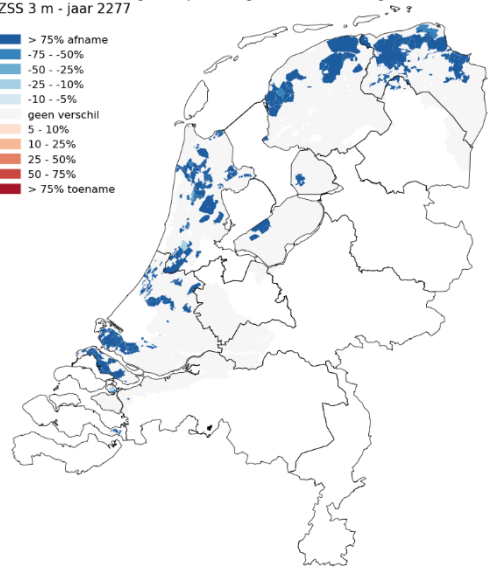 ZSS 3 m - jaar 2277
> 75% afname
-75 - -50%
-50 - -25%
-25 - -10%
-10 - -5%
geen verschil
5 - 10%
10 - 25%
25 - 50%
50 - 75%
> 75% toename